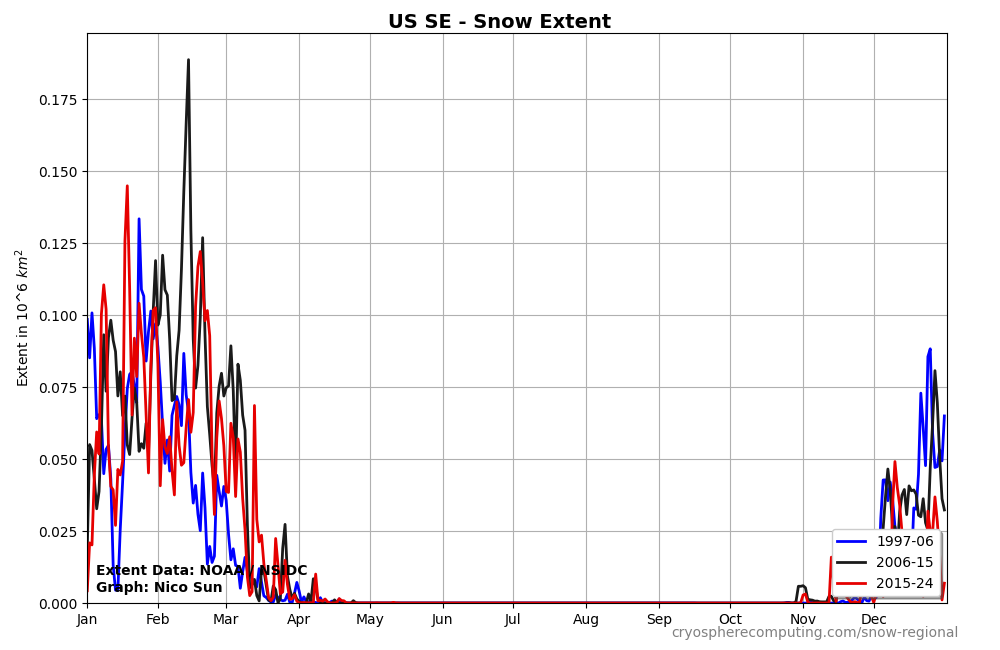 US SE - Snow Extent
Extent in 10^6 km²
0.175
0.150
0.125
0.100
0.075
0.050
0.025
0.000
Extent Data: NOAA / NSIDC
Graph: Nico Sun
1997-06
2006-15
2015-24
Jan Feb Mar Apr May Jun Jul Aug Sep Oct Nov Dec
cryospherecomputing.com/snow-regional